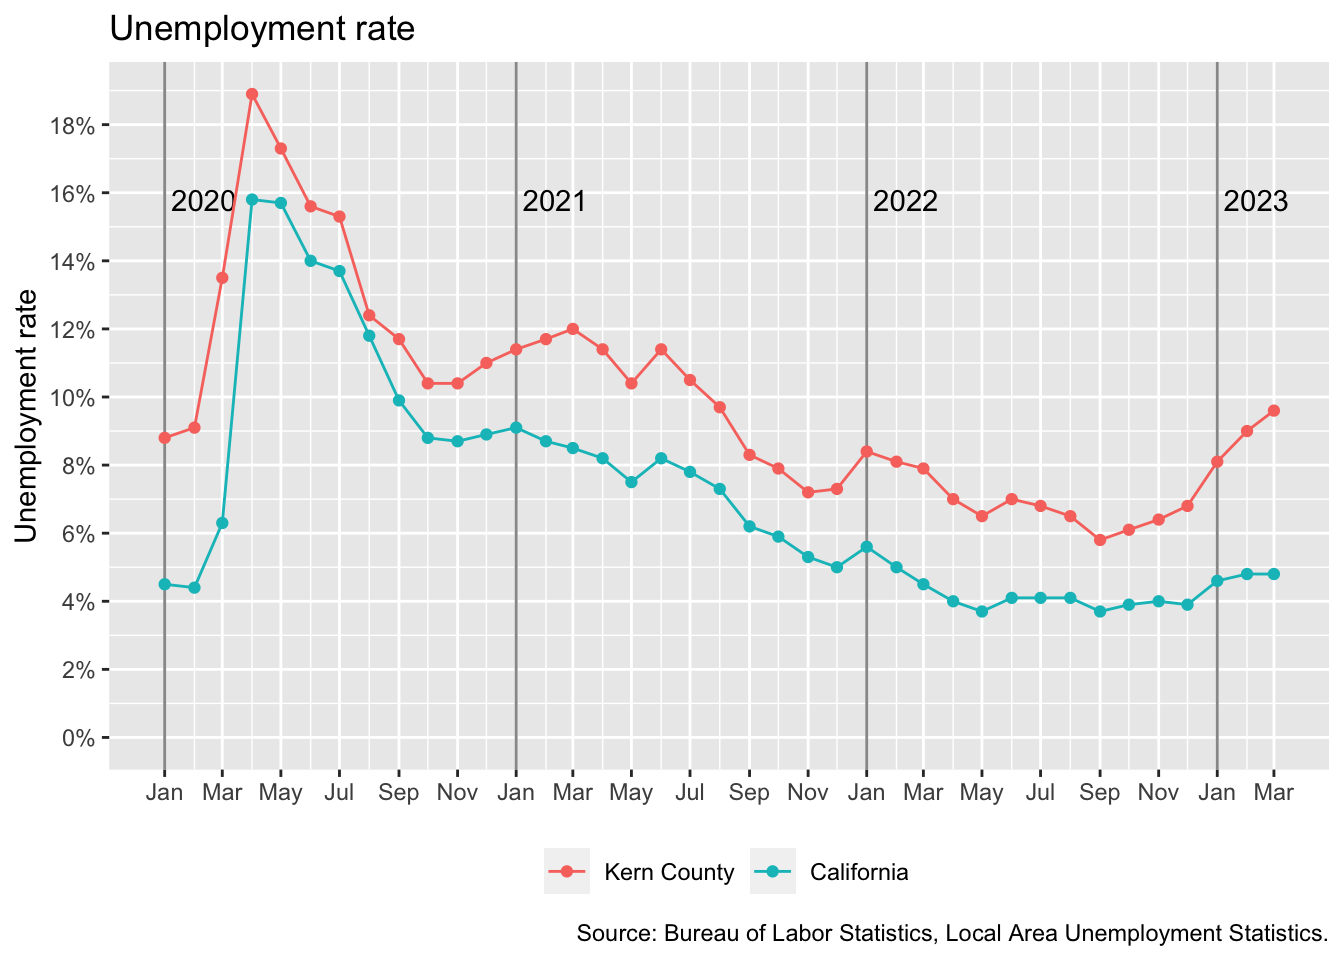 Unemployment rate
18%
16%
14%
12%
10%
8%
6%
4%
2%
0%
Unemployment rate
2020 2021 2022 2023
Jan Mar May Jul Sep Nov Jan Mar May Jul Sep Nov Jan Mar May Jul Sep Nov Jan Mar
Kern County California
Source: Bureau of Labor Statistics, Local Area Unemployment Statistics.